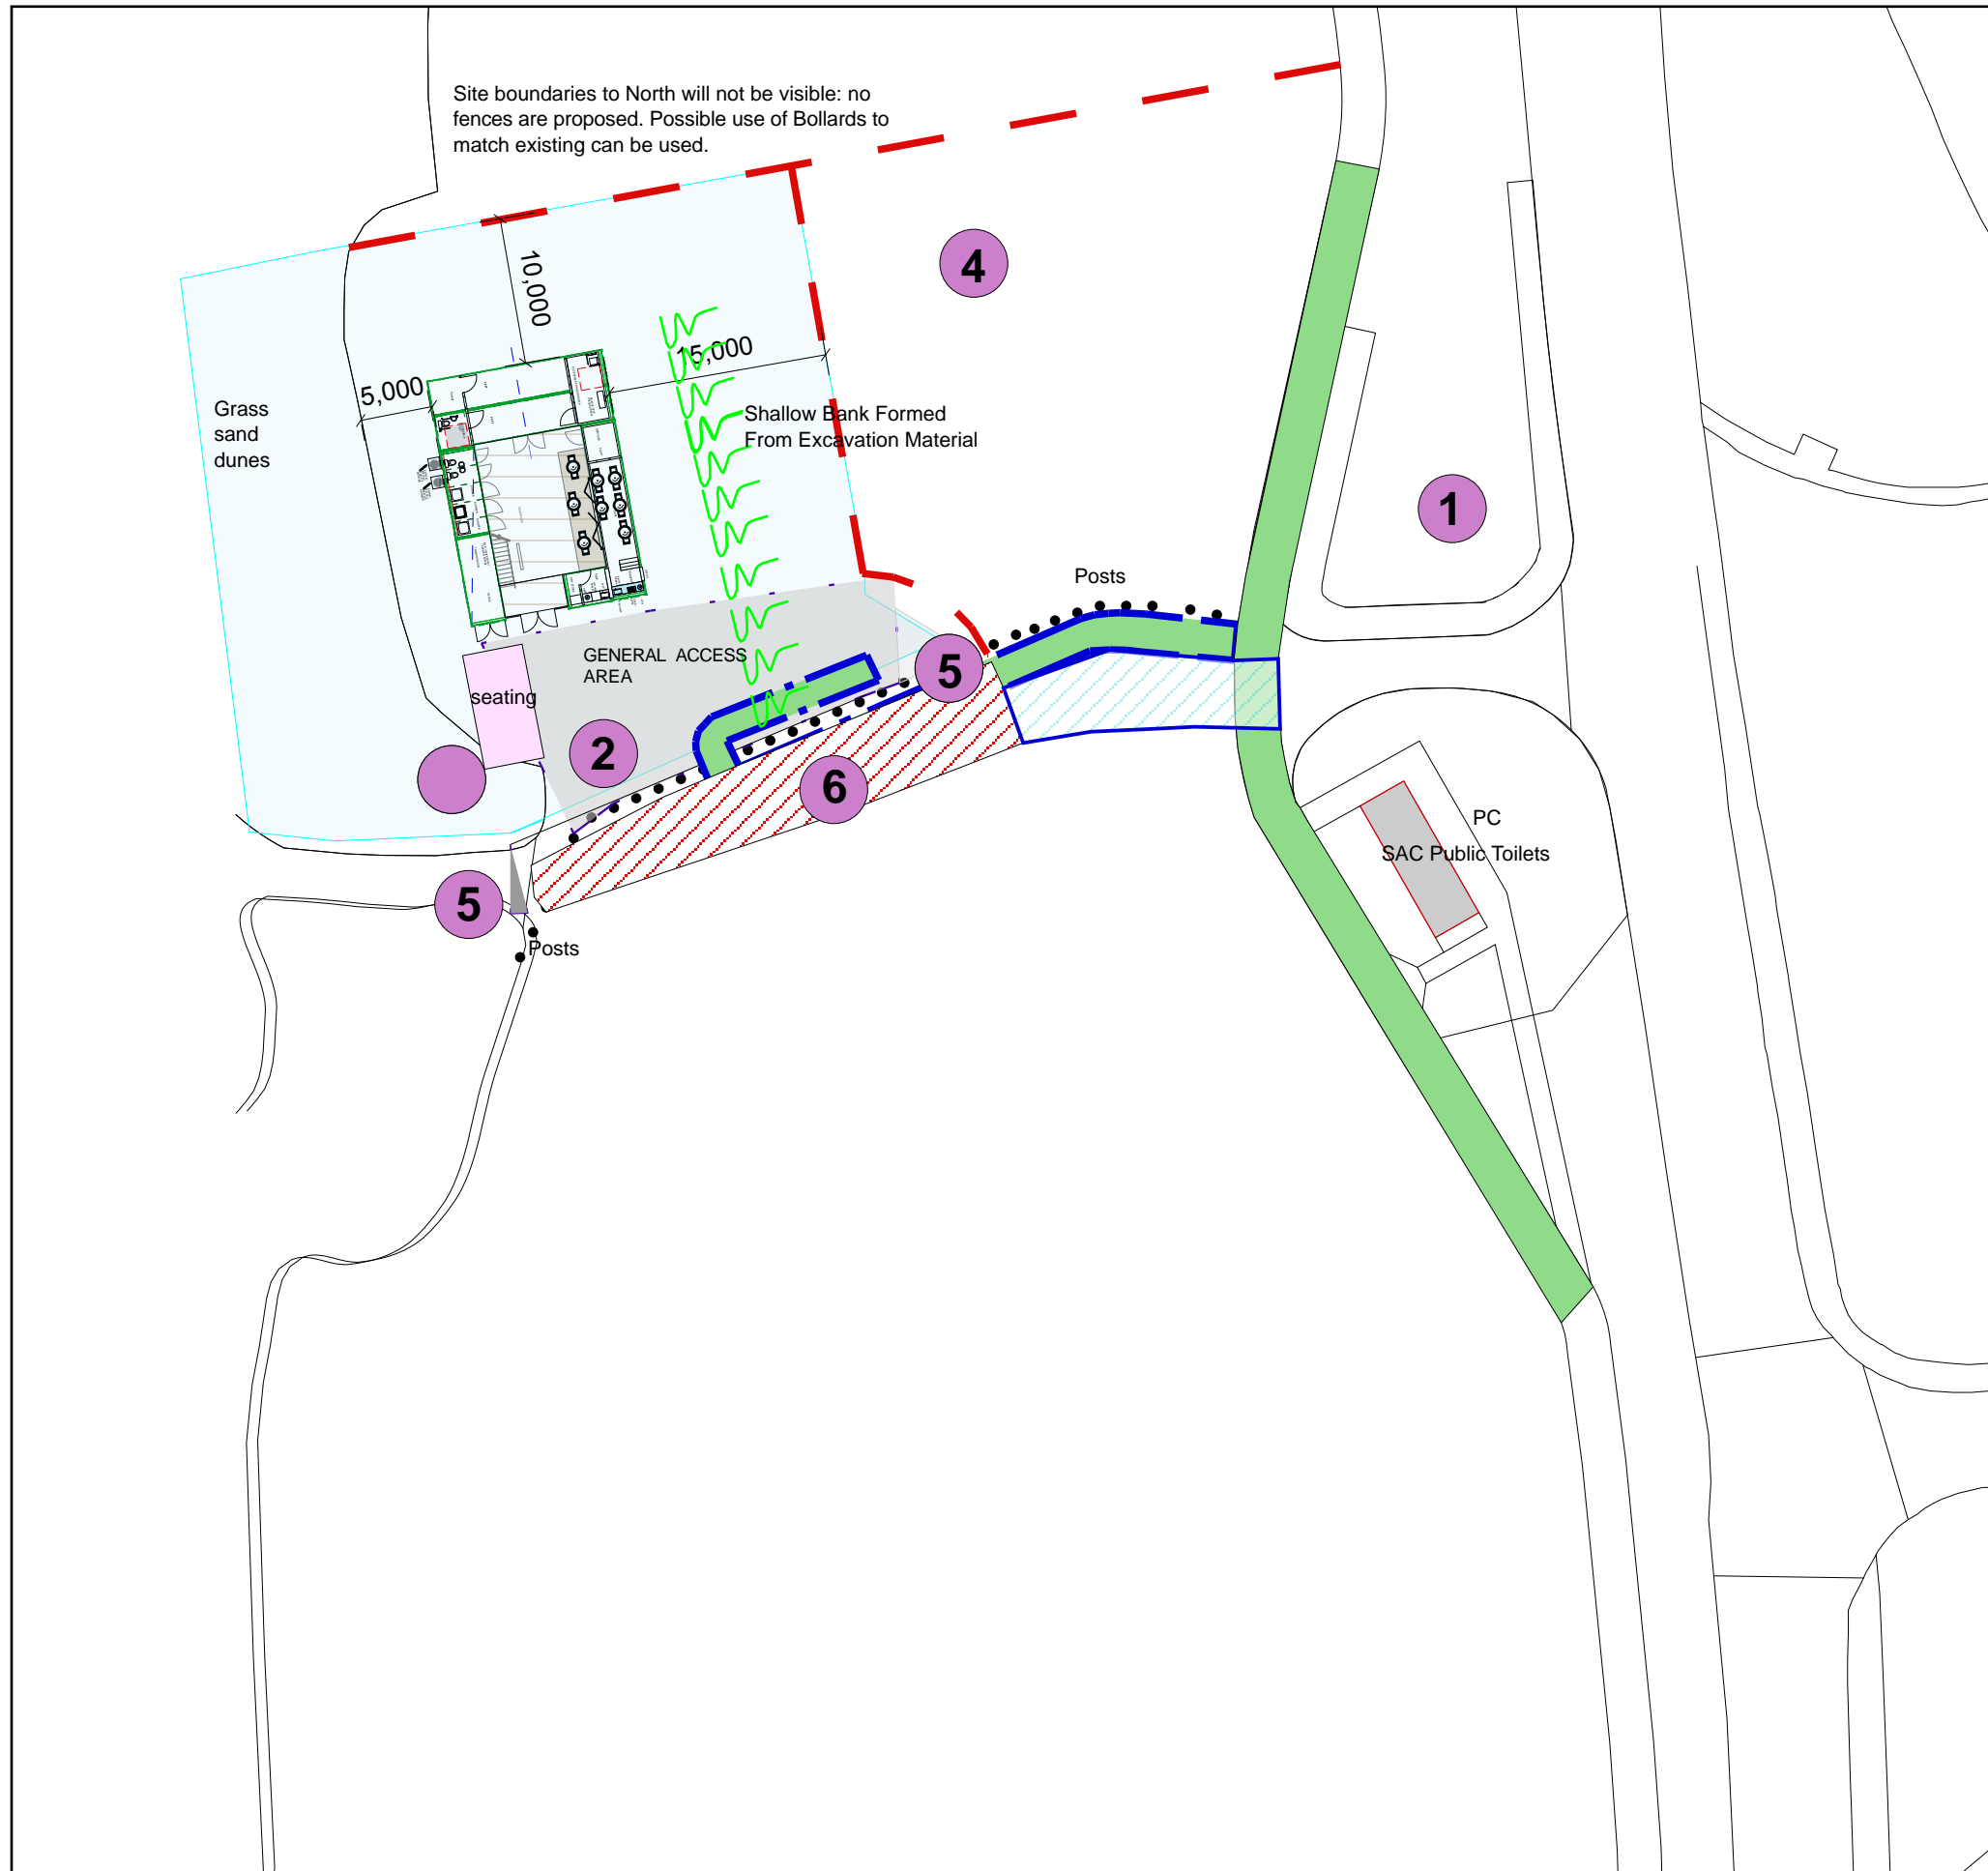 Site boundaries to North will not be visible: no
fences are proposed. Possible use of Bollards to
match existing can be used.
4
10,000
15,000
5,000
Grass
sand
dunes
Shallow Bank Formed
From Excavation Material
1
Posts
GENERAL ACCESS
AREA
5
seating
2
6
PC
SAC Public Toilets
5
Posts